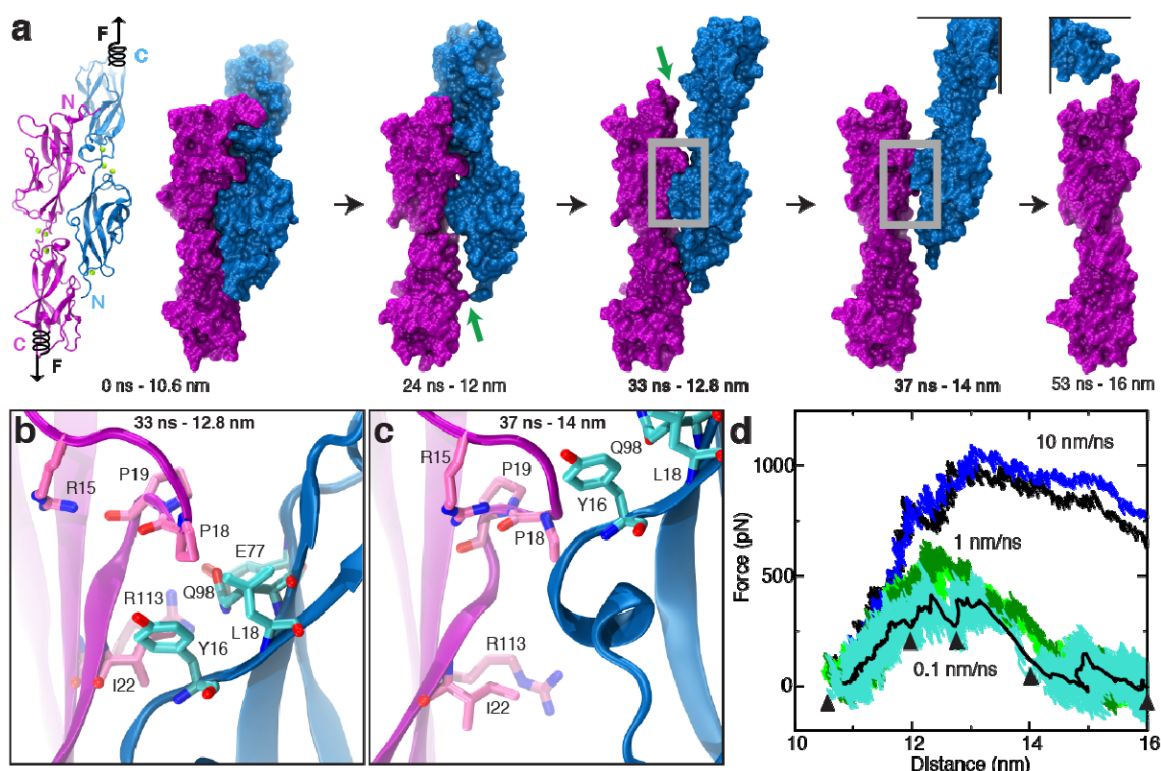 a
F
C
N
N
C
F
0 ns - 10.6 nm
24 ns - 12 nm
33 ns - 12.8 nm
37 ns - 14 nm
53 ns - 16 nm
b
33 ns - 12.8 nm
R15
P19
P18
E77
R113
Q98
Y16
L18
I22
c
37 ns - 14 nm
P19
Q98
R15
L18
Y16
P18
R113
I22
d
10 nm/ns
1000
1 nm/ns
Force (pN)
500
0.1 nm/ns
0
10 12 14 16
Distance (nm)